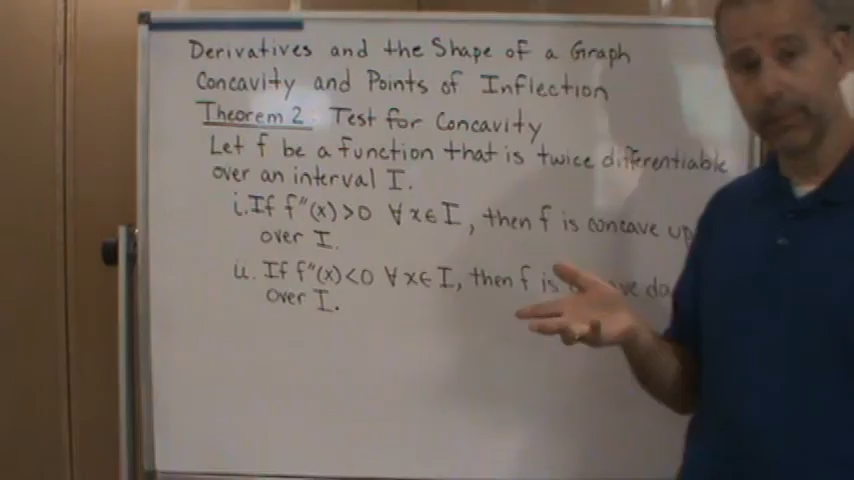 Derivatives and the Shape of a Graph
Concavity and Points of Inflection
Theorem 2. Test for Concavity
Let f be a function that is twice differentiable
over an interval I.
i. If f"(x) > 0 ∀ x ∈ I, then f is concave up
over I.
ii. If f"(x) < 0 ∀ x ∈ I, then f is
over I.